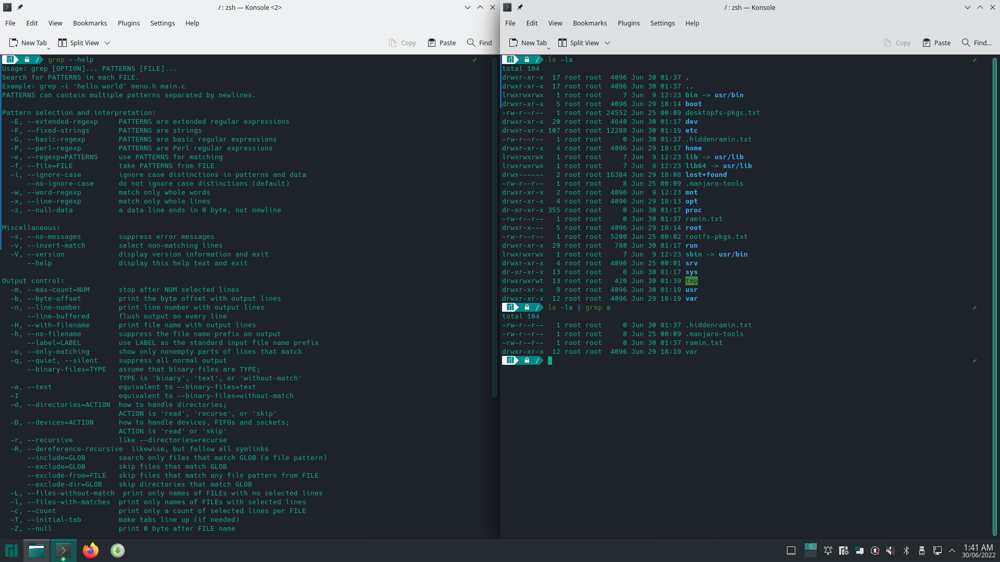 / : zsh — Konsole <2>
File Edit View Bookmarks Plugins Settings Help
New Tab Split View Copy Paste Find
/ grep --help
Usage: grep [OPTION]... PATTERNS [FILE]...
Search for PATTERNS in each FILE.
Example: grep -i 'hello world' menu.h main.c
PATTERNS can contain multiple patterns separated by newlines.
Pattern selection and interpretation:
-E, --extended-regexp PATTERNS are extended regular expressions
-F, --fixed-strings PATTERNS are strings
-G, --basic-regexp PATTERNS are basic regular expressions
-P, --perl-regexp PATTERNS are Perl regular expressions
-e, --regexp=PATTERNS use PATTERNS for matching
-f, --file=FILE take PATTERNS from FILE
-i, --ignore-case ignore case distinctions in patterns and data
--no-ignore-case do not ignore case distinctions (default)
-w, --word-regexp match only whole words
-x, --line-regexp match only whole lines
-z, --null-data a data line ends in 0 byte, not newline
Miscellaneous:
-s, --no-messages suppress error messages
-v, --invert-match select non-matching lines
-V, --version display version information and exit
--help display this help text and exit
Output control:
-m, --max-count=NUM stop after NUM selected lines
-b, --byte-offset print the byte offset with output lines
-n, --line-number print line number with output lines
--line-buffered flush output on every line
-H, --with-filename print file name with output lines
-h, --no-filename suppress the file name prefix on output
--label=LABEL use LABEL as the standard input file name prefix
-o, --only-matching show only nonempty parts of lines that match
-q, --quiet, --silent suppress all normal output
--binary-files=TYPE assume that binary files are TYPE;
TYPE is 'binary', 'text', or 'without-match'
-a, --text equivalent to --binary-files=text
-I equivalent to --binary-files=without-match
-d, --directories=ACTION how to handle directories;
ACTION is 'read', 'recurse', or 'skip'
-D, --devices=ACTION how to handle devices, FIFOs and sockets;
ACTION is 'read' or 'skip'
-r, --recursive like --directories=recurse
-R, --dereference-recursive likewise, but follow all symlinks
--include=GLOB search only files that match GLOB (a file pattern)
--exclude=GLOB skip files that match GLOB
--exclude-from=FILE skip files that match any file pattern from FILE
--exclude-dir=GLOB skip directories that match GLOB
-L, --files-without-match print only names of FILEs with no selected lines
-l, --files-with-matches print only names of FILEs with selected lines
-c, --count print only a count of selected lines per FILE
-T, --initial-tab make tabs line up (if needed)
-Z, --null print 0 byte after FILE name
/ : zsh — Konsole
File Edit View Bookmarks Plugins Settings Help
New Tab Split View Copy Paste Find...
/ ls -la
total 104
drwxr-xr-x 17 root root 4096 Jun 30 01:37 .
drwxr-xr-x 17 root root 4096 Jun 30 01:37 ..
lrwxrwxrwx 1 root root 7 Jun 9 12:23 bin -> usr/bin
drwxr-xr-x 5 root root 4096 Jun 29 18:14 boot
-rw-r--r-- 1 root root 24552 Jun 25 00:09 desktopfs-pkgs.txt
drwxr-xr-x 20 root root 4640 Jun 30 01:17 dev
drwxr-xr-x 107 root root 12288 Jun 30 01:19 etc
-rw-r--r-- 1 root root 0 Jun 30 01:37 .hiddenramin.txt
drwxr-xr-x 4 root root 4096 Jun 29 18:17 home
lrwxrwxrwx 1 root root 7 Jun 9 12:23 lib -> usr/lib
lrwxrwxrwx 1 root root 7 Jun 9 12:23 lib64 -> usr/lib
drwx------ 2 root root 16384 Jun 29 18:08 lost+found
-rw-r--r-- 1 root root 8 Jun 25 00:09 .manjaro-tools
drwxr-xr-x 2 root root 4096 Jun 9 12:23 mnt
drwxr-xr-x 4 root root 4096 Jun 29 18:13 opt
dr-xr-xr-x 355 root root 0 Jun 30 01:17 proc
-rw-r--r-- 1 root root 0 Jun 30 01:37 ramin.txt
drwxr-x--- 5 root root 4096 Jun 29 18:14 root
-rw-r--r-- 1 root root 5200 Jun 25 00:02 rootfs-pkgs.txt
drwxr-xr-x 29 root root 780 Jun 30 01:17 run
lrwxrwxrwx 1 root root 7 Jun 9 12:23 sbin -> usr/bin
drwxr-xr-x 4 root root 4096 Jun 25 00:01 srv
dr-xr-xr-x 13 root root 0 Jun 30 01:17 sys
drwxrwxrwt 13 root root 420 Jun 30 01:39 tmp
drwxr-xr-x 9 root root 4096 Jun 30 01:19 usr
drwxr-xr-x 12 root root 4096 Jun 29 18:19 var
/ ls -la | grep a
total 104
-rw-r--r-- 1 root root 0 Jun 30 01:37 .hiddenramin.txt
-rw-r--r-- 1 root root 8 Jun 25 00:09 .manjaro-tools
-rw-r--r-- 1 root root 0 Jun 30 01:37 ramin.txt
drwxr-xr-x 12 root root 4096 Jun 29 18:19 var
/
1:41 AM
30/06/2022